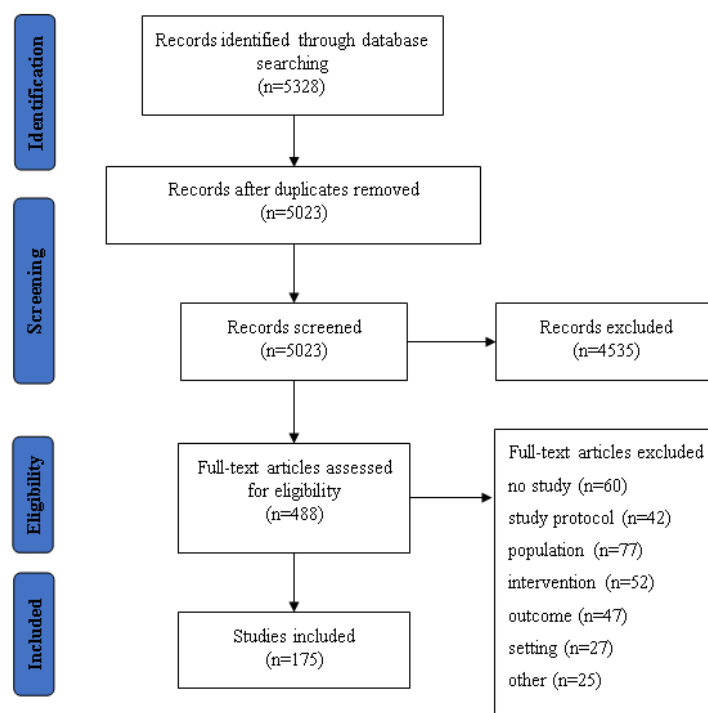 Identification
Records identified through database
searching
(n=5328)
Records after duplicates removed
(n=5023)
Screening
Records screened
(n=5023)
Records excluded
(n=4535)
Eligibility
Full-text articles assessed
for eligibility
(n=488)
Full-text articles excluded
no study (n=60)
study protocol (n=42)
population (n=77)
intervention (n=52)
outcome (n=47)
setting (n=27)
other (n=25)
Included
Studies included
(n=175)